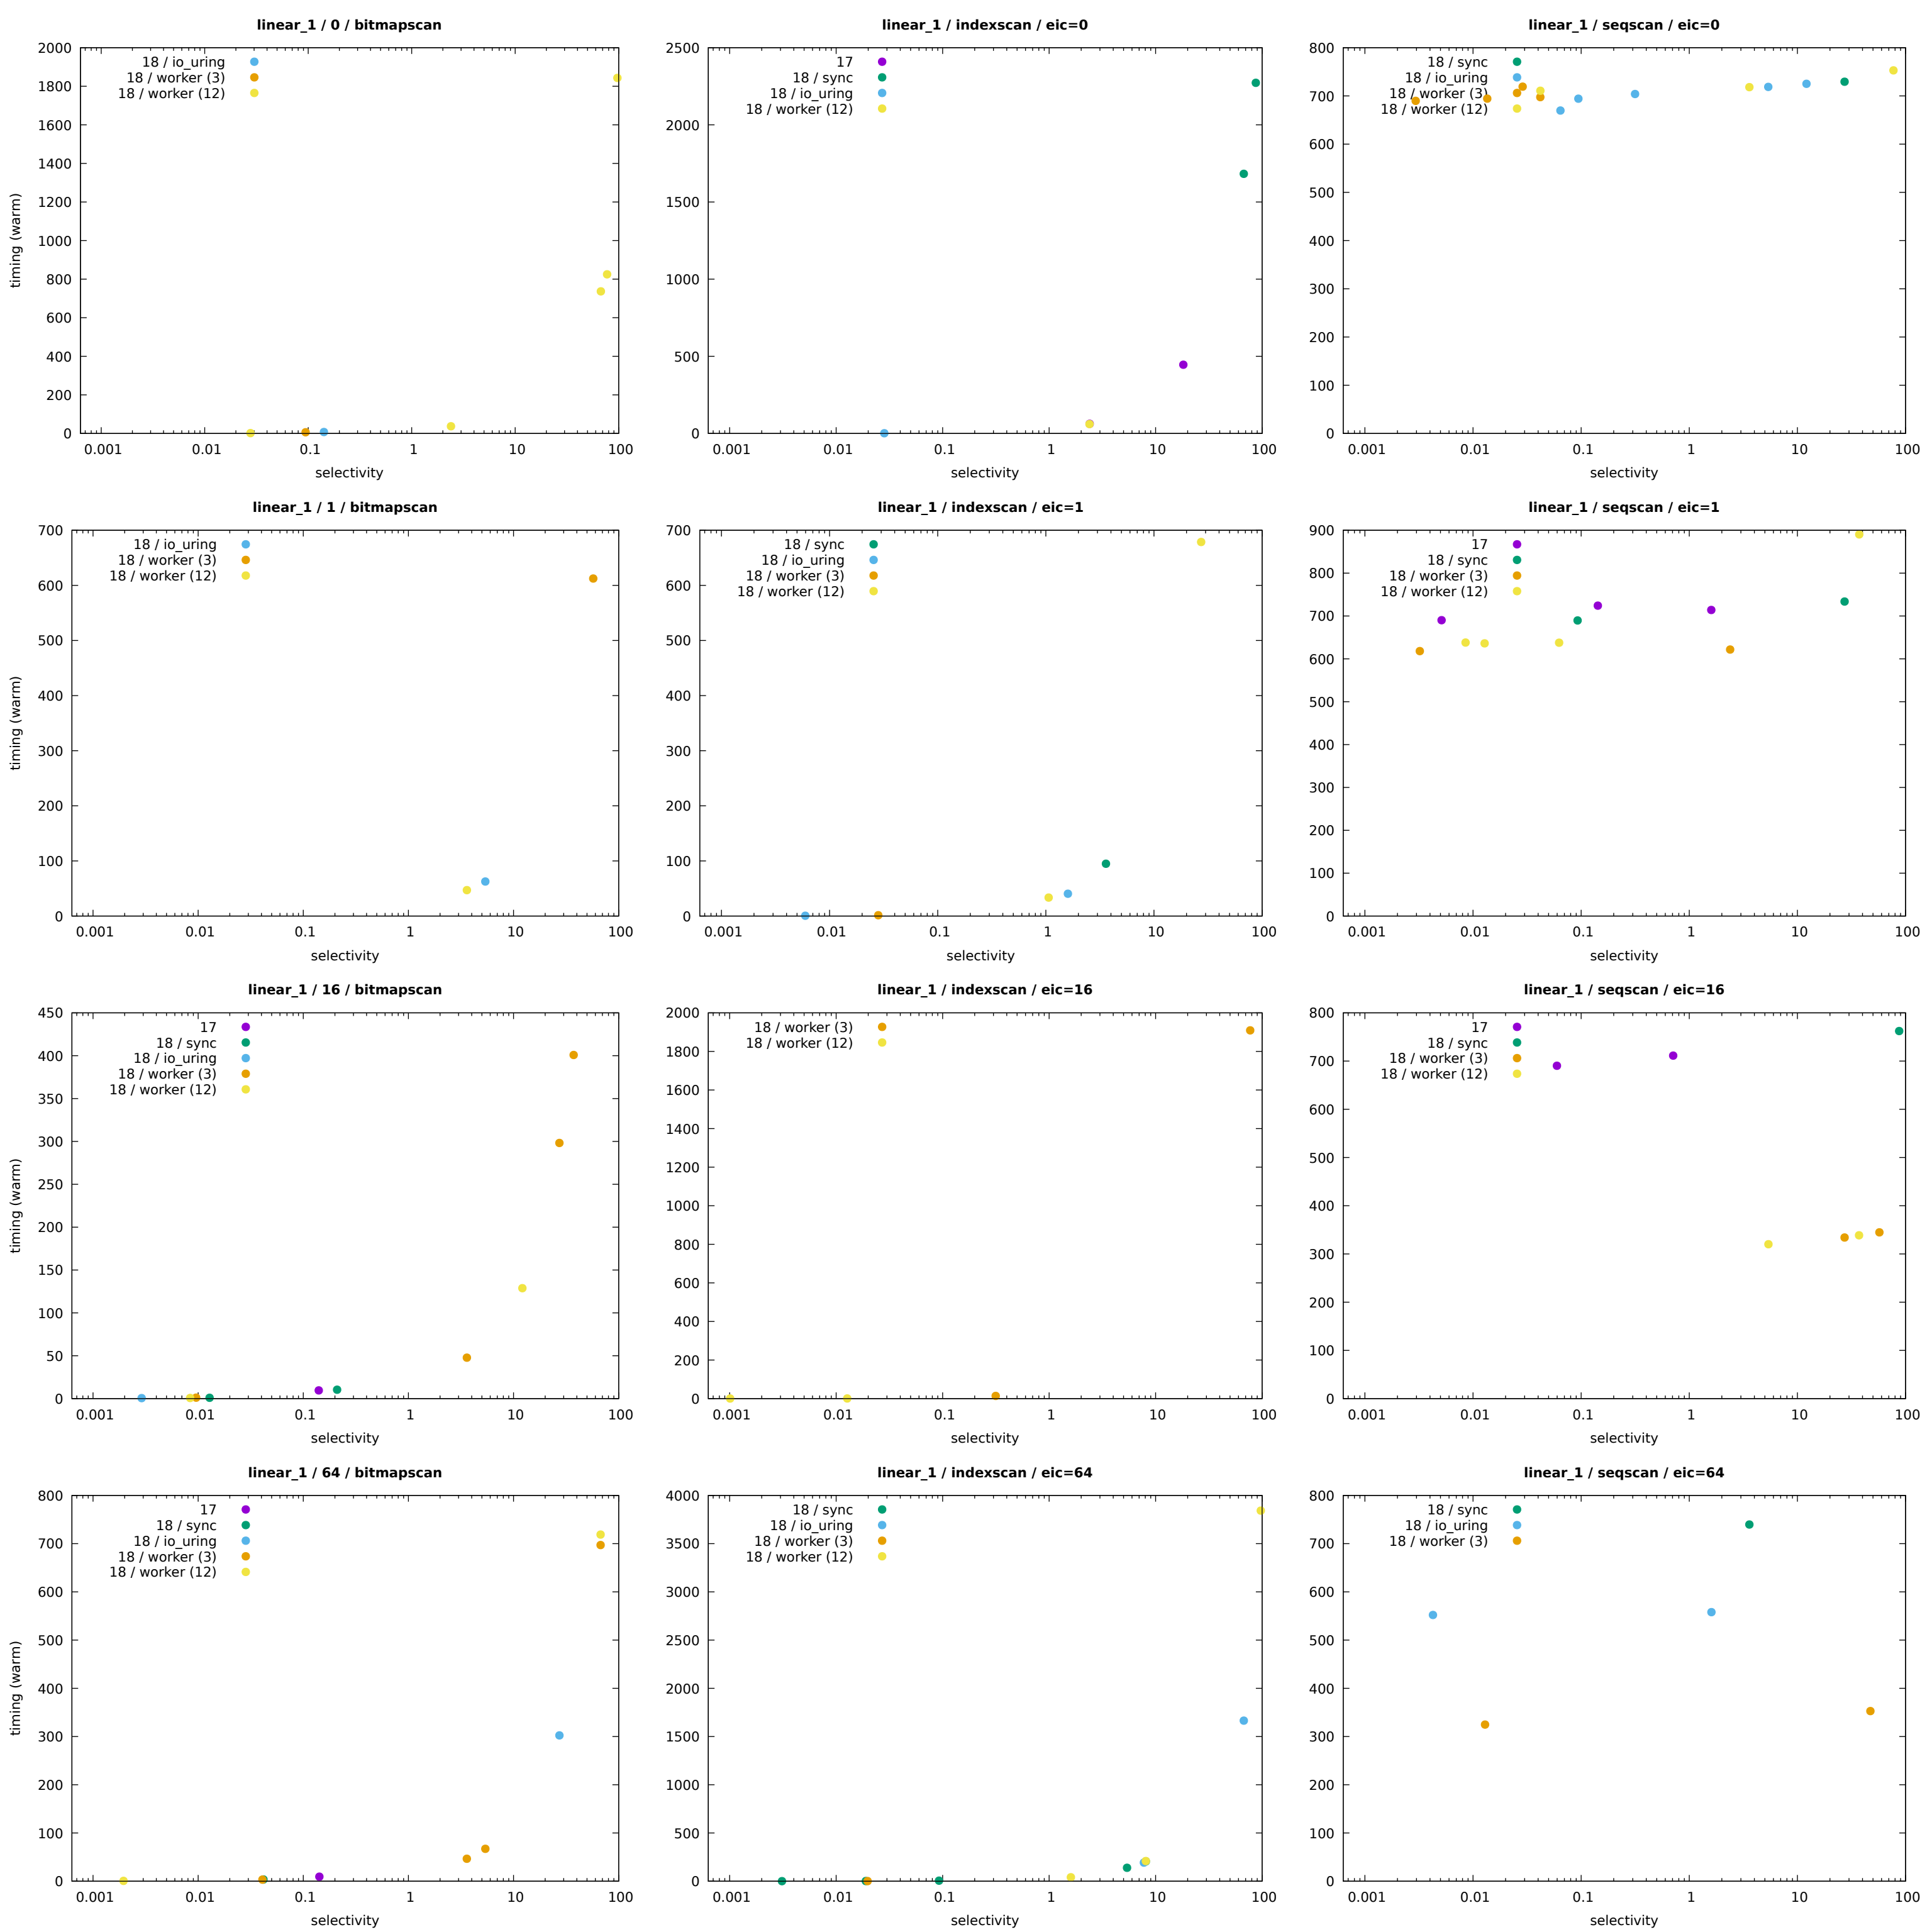 linear_1 / 0 / bitmapscan
2000
1800
1600
1400
1200
1000
800
600
400
200
0
timing (warm)
18 / io_uring
18 / worker (3)
18 / worker (12)
0.001 0.01 0.1 1 10 100
selectivity
linear_1 / indexscan / eic=0
2500
2000
1500
1000
500
0
17
18 / sync
18 / io_uring
18 / worker (12)
0.001 0.01 0.1 1 10 100
selectivity
linear_1 / seqscan / eic=0
800
700
600
500
400
300
200
100
0
18 / sync
18 / io_uring
18 / worker (3)
18 / worker (12)
0.001 0.01 0.1 1 10 100
selectivity
linear_1 / 1 / bitmapscan
700
600
500
400
300
200
100
0
timing (warm)
18 / io_uring
18 / worker (3)
18 / worker (12)
0.001 0.01 0.1 1 10 100
selectivity
linear_1 / indexscan / eic=1
700
600
500
400
300
200
100
0
18 / sync
18 / io_uring
18 / worker (3)
18 / worker (12)
0.001 0.01 0.1 1 10 100
selectivity
linear_1 / seqscan / eic=1
900
800
700
600
500
400
300
200
100
0
17
18 / sync
18 / worker (3)
18 / worker (12)
0.001 0.01 0.1 1 10 100
selectivity
linear_1 / 16 / bitmapscan
450
400
350
300
250
200
150
100
50
0
timing (warm)
17
18 / sync
18 / io_uring
18 / worker (3)
18 / worker (12)
0.001 0.01 0.1 1 10 100
selectivity
linear_1 / indexscan / eic=16
2000
1800
1600
1400
1200
1000
800
600
400
200
0
18 / worker (3)
18 / worker (12)
0.001 0.01 0.1 1 10 100
selectivity
linear_1 / seqscan / eic=16
800
700
600
500
400
300
200
100
0
17
18 / sync
18 / worker (3)
18 / worker (12)
0.001 0.01 0.1 1 10 100
selectivity
linear_1 / 64 / bitmapscan
800
700
600
500
400
300
200
100
0
timing (warm)
17
18 / sync
18 / io_uring
18 / worker (3)
18 / worker (12)
0.001 0.01 0.1 1 10 100
selectivity
linear_1 / indexscan / eic=64
4000
3500
3000
2500
2000
1500
1000
500
0
18 / sync
18 / io_uring
18 / worker (3)
18 / worker (12)
0.001 0.01 0.1 1 10 100
selectivity
linear_1 / seqscan / eic=64
800
700
600
500
400
300
200
100
0
18 / sync
18 / io_uring
18 / worker (3)
0.001 0.01 0.1 1 10 100
selectivity